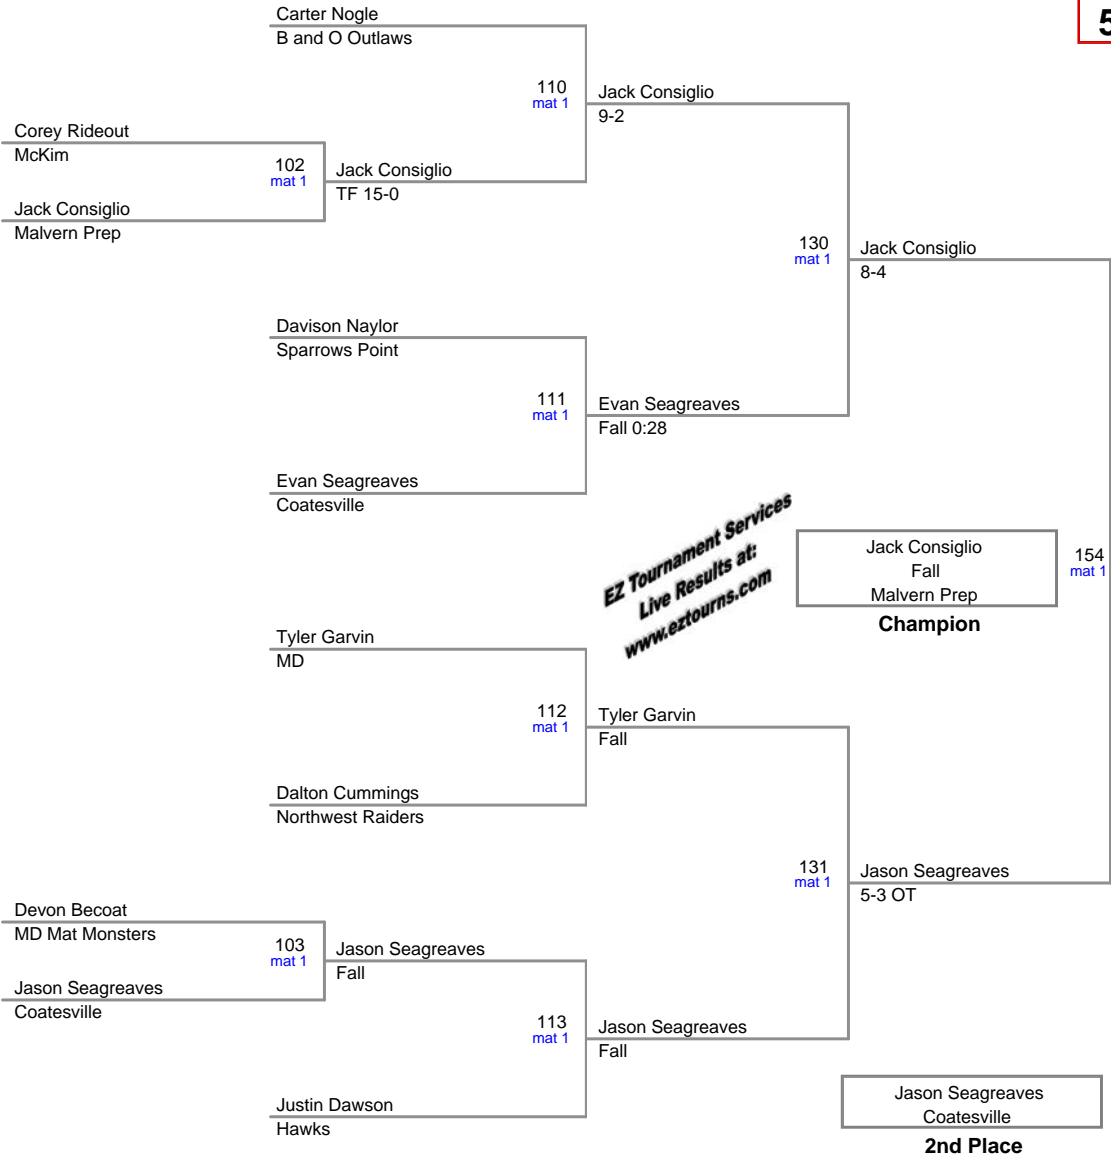 Carter Nogle
B and O Outlaws
5
110
mat 1
Jack Consiglio
9-2
Corey Rideout
McKim
102
mat 1
Jack Consiglio
TF 15-0
Jack Consiglio
Malvern Prep
130
mat 1
Jack Consiglio
8-4
Davison Naylor
Sparrows Point
111
mat 1
Evan Seagreaves
Fall 0:28
Evan Seagreaves
Coatesville
EZ Tournament Services
Live Results at:
www.eztourns.com
Jack Consiglio
Fall
Malvern Prep
Champion
154
mat 1
Tyler Garvin
MD
112
mat 1
Tyler Garvin
Fall
Dalton Cummings
Northwest Raiders
131
mat 1
Jason Seagreaves
5-3 OT
Devon Becoat
MD Mat Monsters
103
mat 1
Jason Seagreaves
Fall
Jason Seagreaves
Coatesville
113
mat 1
Jason Seagreaves
Fall
Justin Dawson
Hawks
Jason Seagreaves
Coatesville
2nd Place